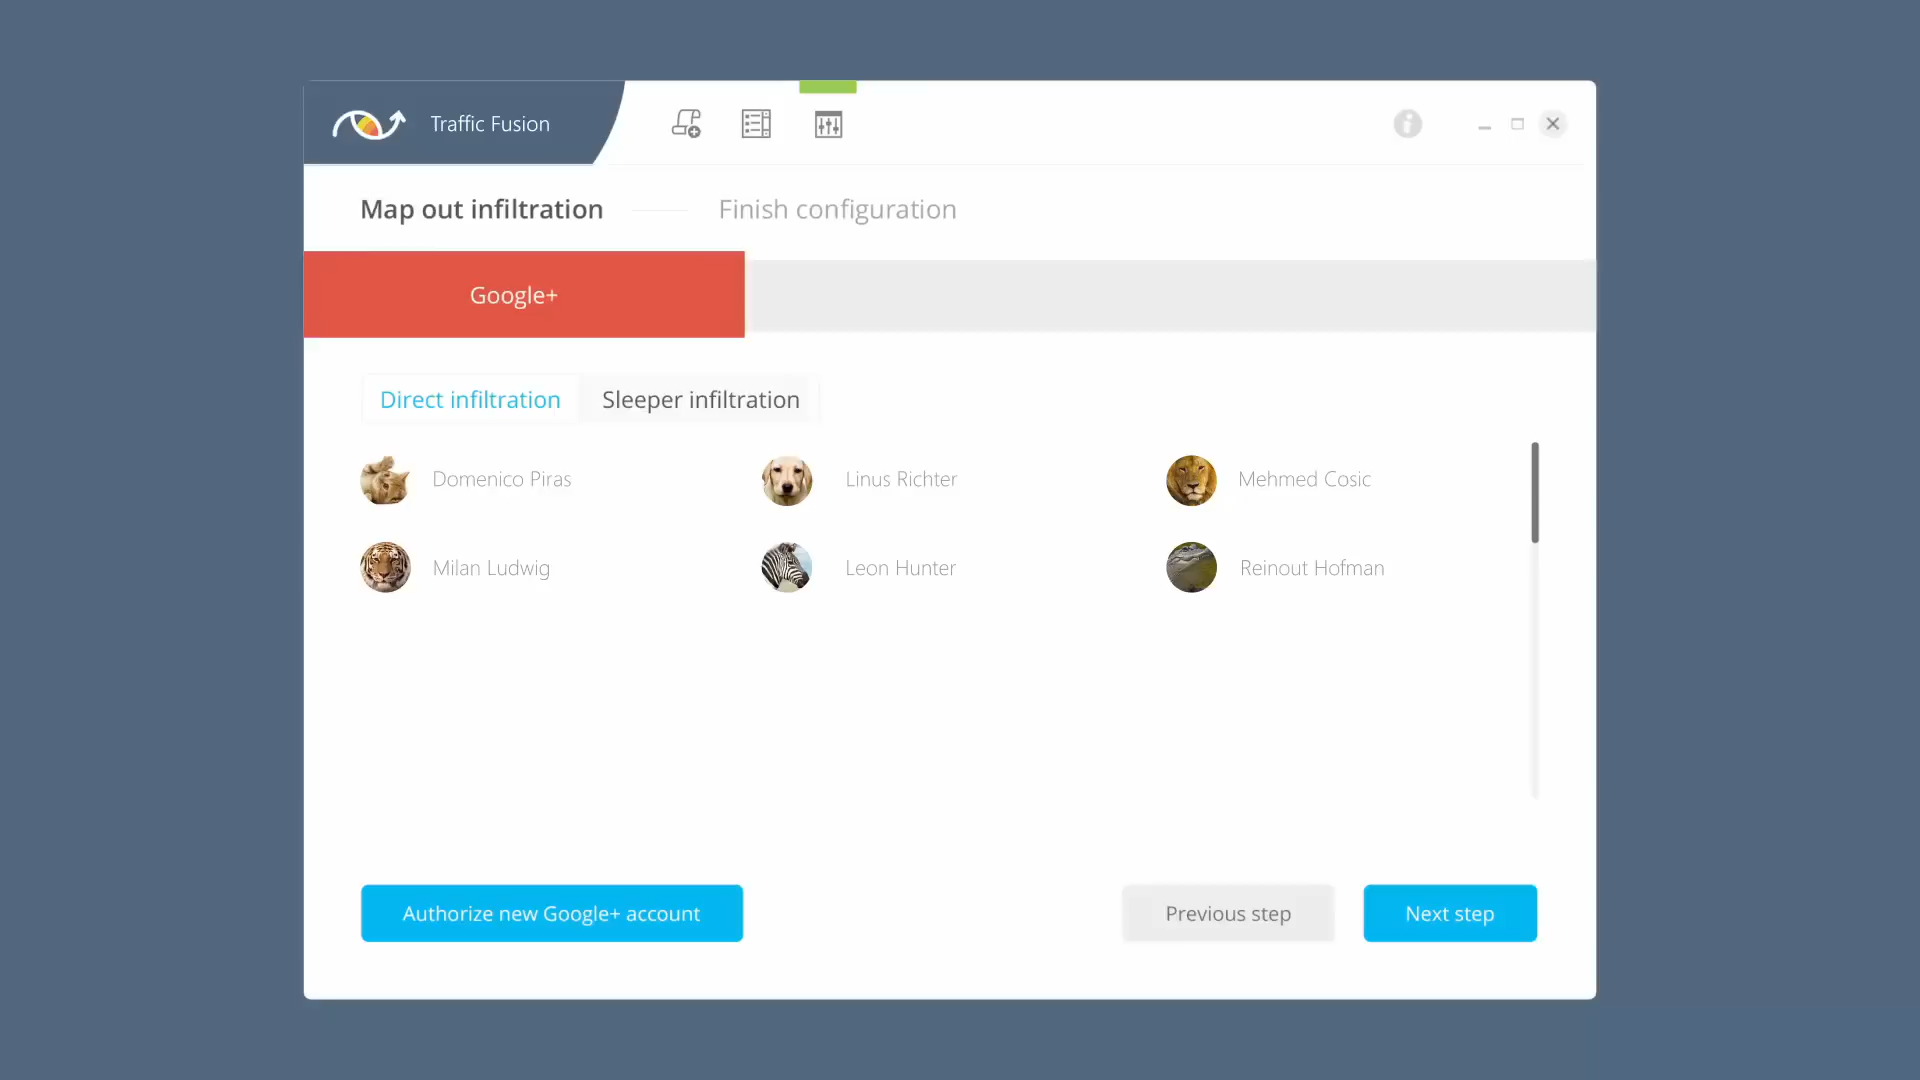 Traffic Fusion
Map out infiltration
Finish configuration
Google+
Direct infiltration
Sleeper infiltration
Domenico Piras
Linus Richter
Mehmed Cosic
Milan Ludwig
Leon Hunter
Reinout Hofman
Authorize new Google+ account
Previous step
Next step